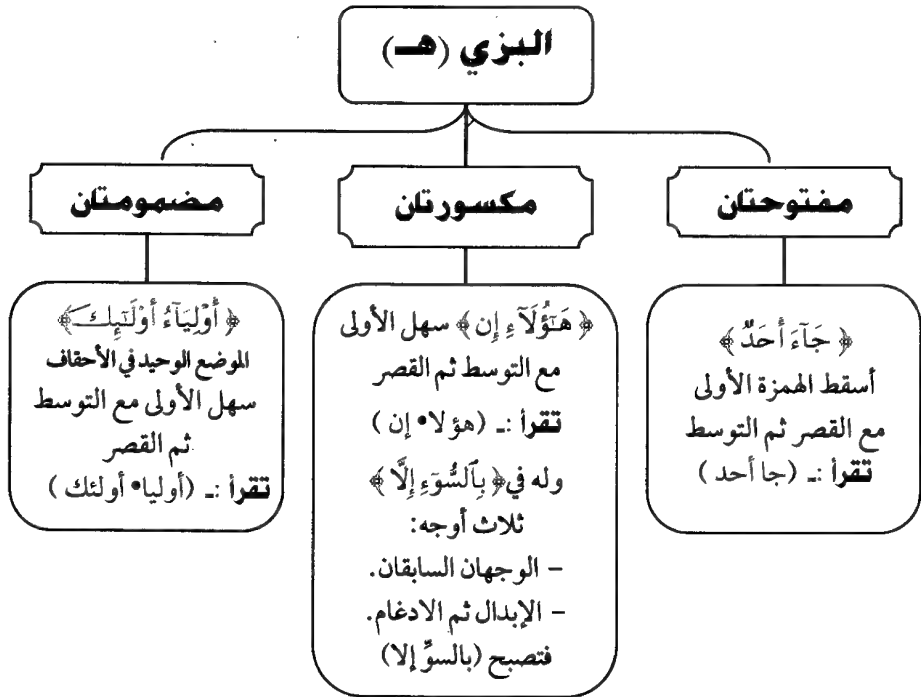 البزي (هـ)
مفتوحتان
﴿ جَآءَ أَحَدٌ ﴾
أسقط الهمزة الأولى
مع القصر ثم التوسط
تقرأ :ـ (جا أحد )
مكسورتان
﴿ هَـٰٓؤُلَآءِ إِن ﴾ سهل الأولى
مع التوسط ثم القصر
تقرأ :ـ (هؤلا• إن )
وله في ﴿ بِٱلسُّوٓءِ إِلَّا ﴾
ثلاث أوجه:
– الوجهان السابقان.
– الإبدال ثم الادغام.
فتصبح (بالسوِّ إلا)
مضمومتان
﴿ أَوْلِيَآءُ أُوْلَـٰٓئِكَ ﴾
الموضع الوحيد في الأحقاف
سهل الأولى مع التوسط
ثم القصر
تقرأ :ـ (أوليا• أولئك )